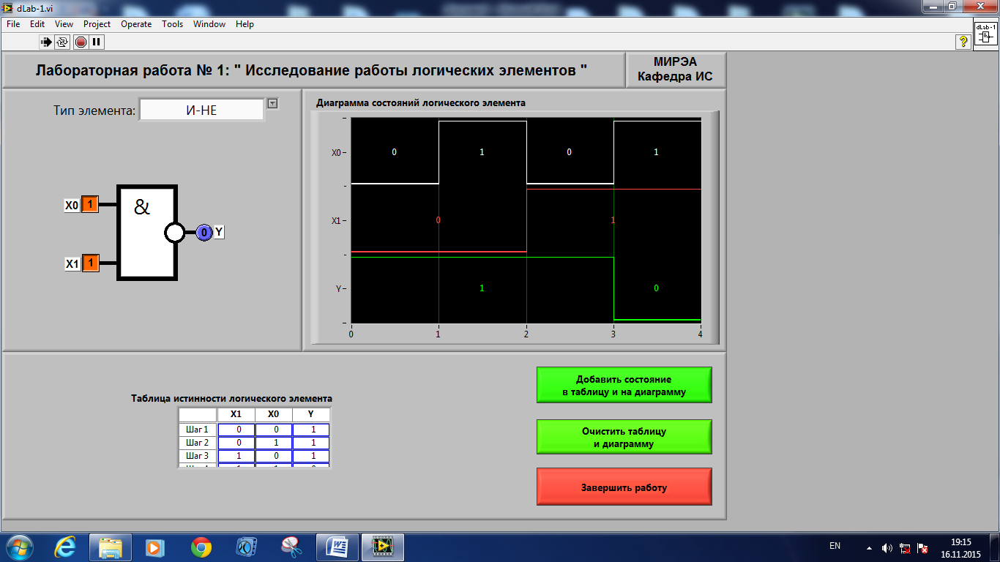 dLab-1.vi
File Edit View Project Operate Tools Window Help
dLab-1
&
?
Лабораторная работа № 1: " Исследование работы логических элементов "
МИРЭА
Кафедра ИС
Тип элемента: И-НЕ
&
X0 1
0 Y
X1 1
Диаграмма состояний логического элемента
X0 0 1 0 1
X1 0 1
Y 1 0
0 1 2 3 4
Таблица истинности логического элемента
X1 X0 Y
Шаг 1 0 0 1
Шаг 2 0 1 1
Шаг 3 1 0 1
Добавить состояние
в таблицу и на диаграмму
Очистить таблицу
и диаграмму
Завершить работу
EN
19:15
16.11.2015